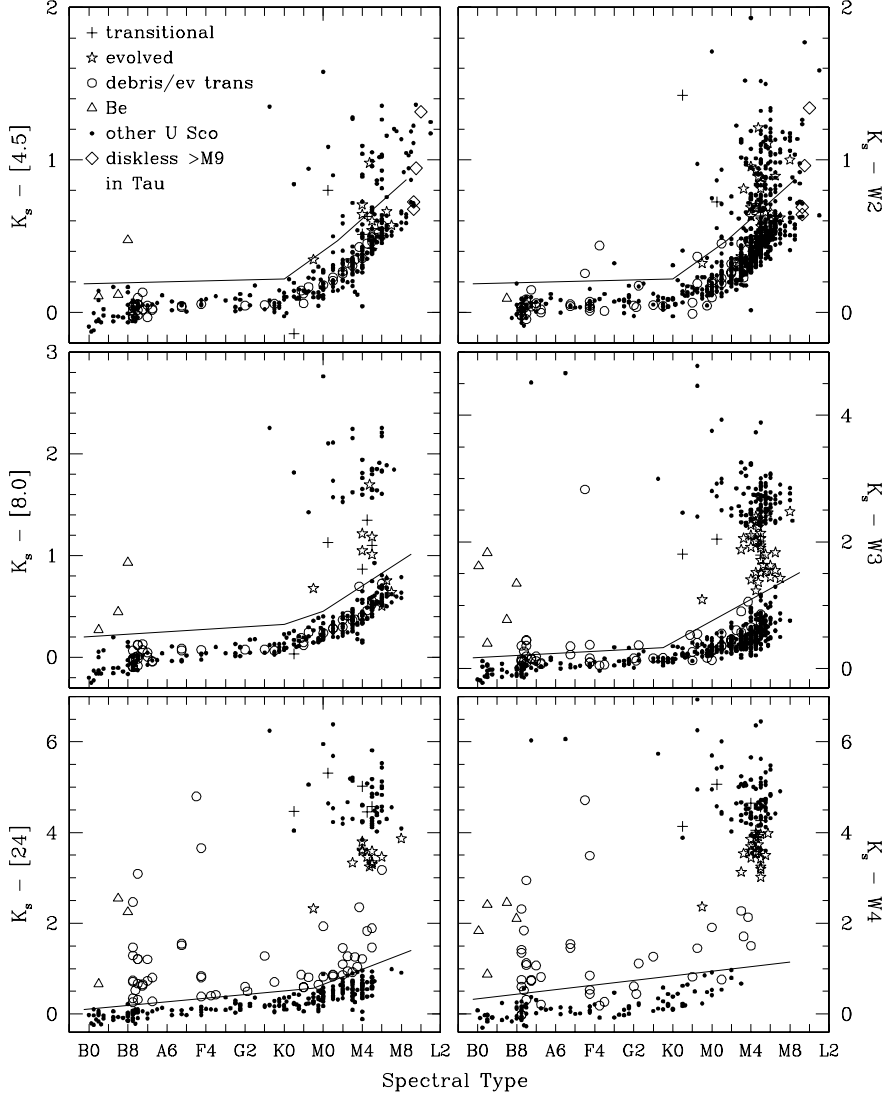 2
2
transitional
evolved
debris/ev trans
Be
other U Sco
diskless >M9
in Tau
1
1
0
0
Ks − [4.5]
Ks − W2
3
2
1
0
4
2
0
Ks − [8.0]
Ks − W3
6
4
2
0
6
4
2
0
Ks − [24]
Ks − W4
B0 B8 A6 F4 G2 K0 M0 M4 M8 L2
B0 B8 A6 F4 G2 K0 M0 M4 M8 L2
Spectral Type